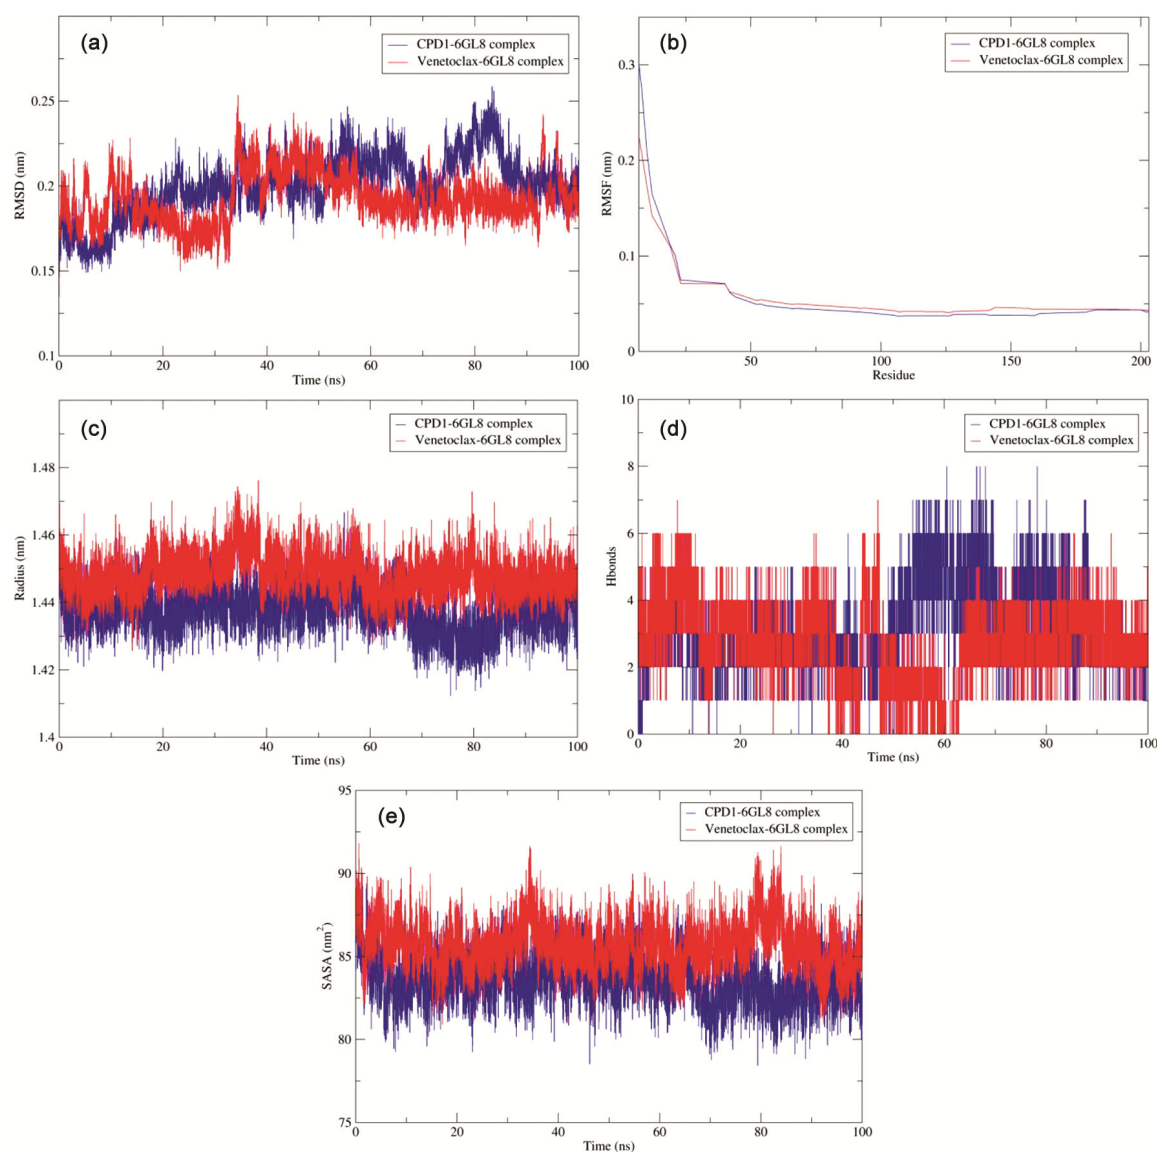 (a)
CPD1-6GL8 complex
Venetoclax-6GL8 complex
RMSD (nm)
0.25
0.2
0.15
0.1
0
20
40
60
80
100
Time (ns)
(b)
CPD1-6GL8 complex
Venetoclax-6GL8 complex
RMSF (nm)
0.3
0.2
0.1
0
50
100
150
200
Residue
(c)
CPD1-6GL8 complex
Venetoclax-6GL8 complex
Radius (nm)
1.48
1.46
1.44
1.42
1.4
0
20
40
60
80
100
Time (ns)
(d)
CPD1-6GL8 complex
Venetoclax-6GL8 complex
Hbonds
10
8
6
4
2
0
0
20
40
60
80
100
Time (ns)
(e)
CPD1-6GL8 complex
Venetoclax-6GL8 complex
SASA (nm²)
95
90
85
80
75
0
20
40
60
80
100
Time (ns)